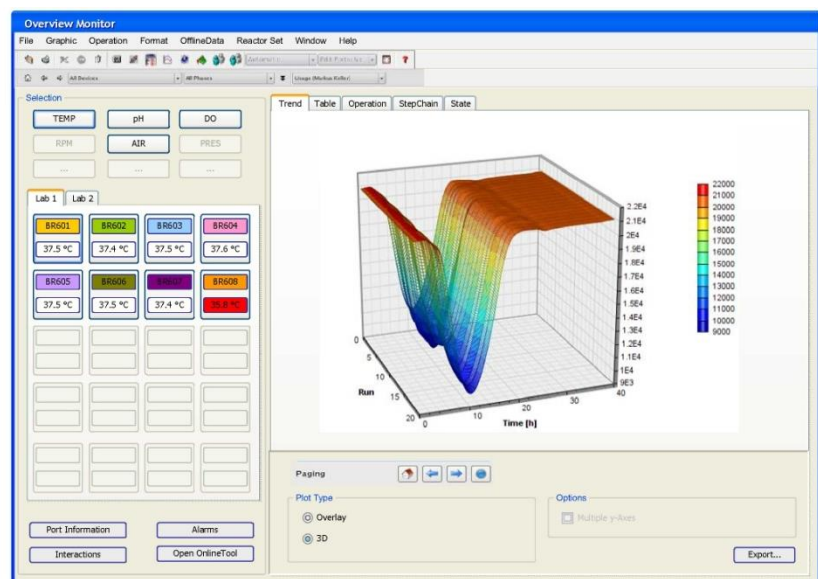 Overview Monitor
File Graphic Operation Format OfflineData Reactor Set Window Help
All Devices All Phases Usage (Markus Keller)
Selection
TEMP pH DO
RPM AIR PRES
... ... ...
Lab 1 Lab 2
BR601 BR602 BR603 BR604
37.5 °C 37.4 °C 37.5 °C 37.6 °C
BR605 BR606 BR607 BR608
37.5 °C 37.5 °C 37.4 °C
Port Information Alarms
Interactions Open OnlineTool
Trend Table Operation StepChain State
22000
21000
20000
19000
18000
17000
16000
15000
14000
13000
12000
11000
10000
9000
2.2E4
2.1E4
2E4
1.9E4
1.8E4
1.7E4
1.6E4
1.5E4
1.4E4
1.3E4
1.2E4
1.1E4
1E4
9E3
0
5
10
15
20
Run
0 10 20 30 40
Time [h]
Paging
Plot Type
Overlay
3D
Options
Multiple y-Axes
Export...